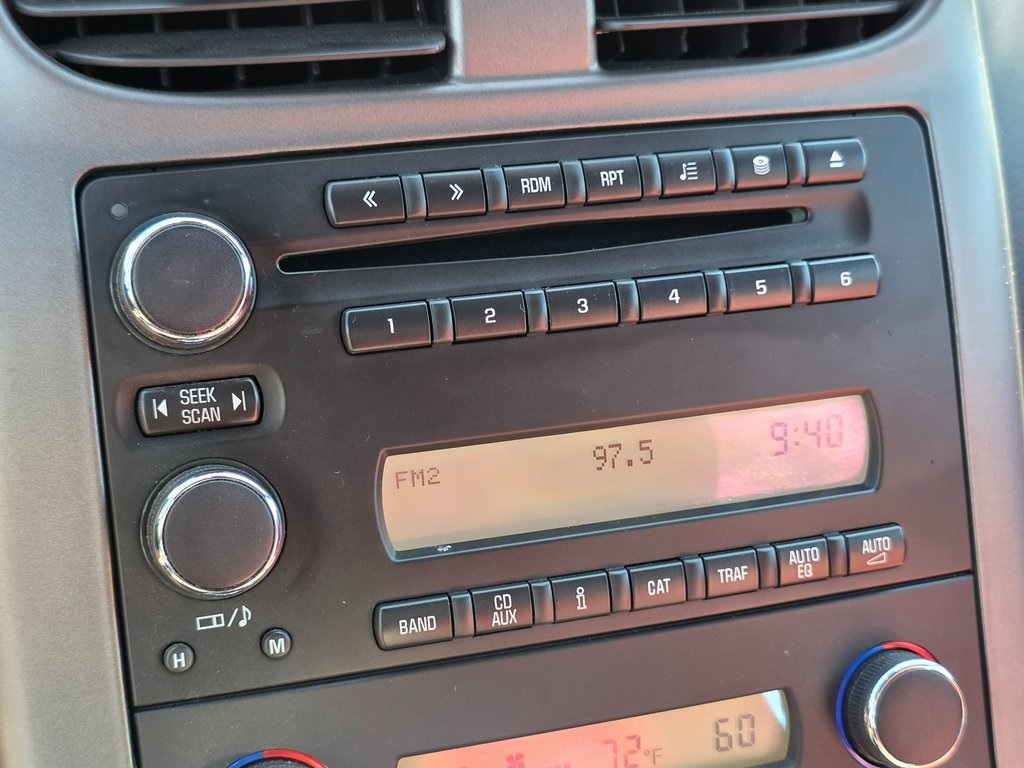 RDM RPT
1 2 3 4 5 6
SEEK
SCAN
FM2 97.5 9:40
BAND CD AUX i CAT TRAF AUTO EQ AUTO
H M
72°F 60